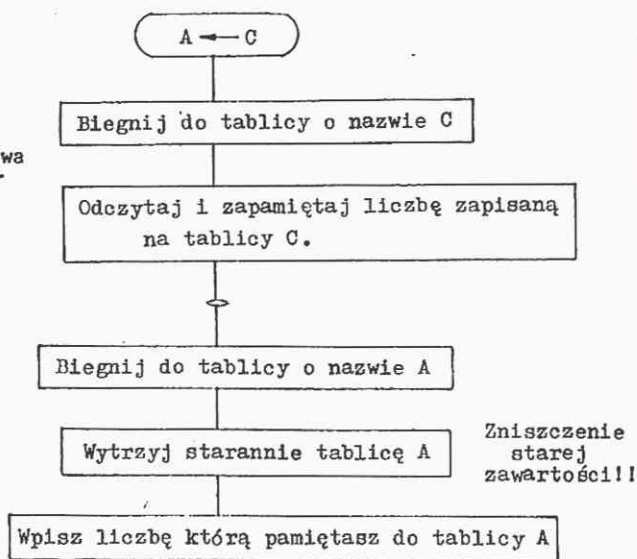 A ← C
Biegnij do tablicy o nazwie C
wa
Odczytaj i zapamiętaj liczbę zapisaną
na tablicy C.
Biegnij do tablicy o nazwie A
Wytrzyj starannie tablicę A
Zniszczenie
starej
zawartości!!
Wpisz liczbę którą pamiętasz do tablicy A